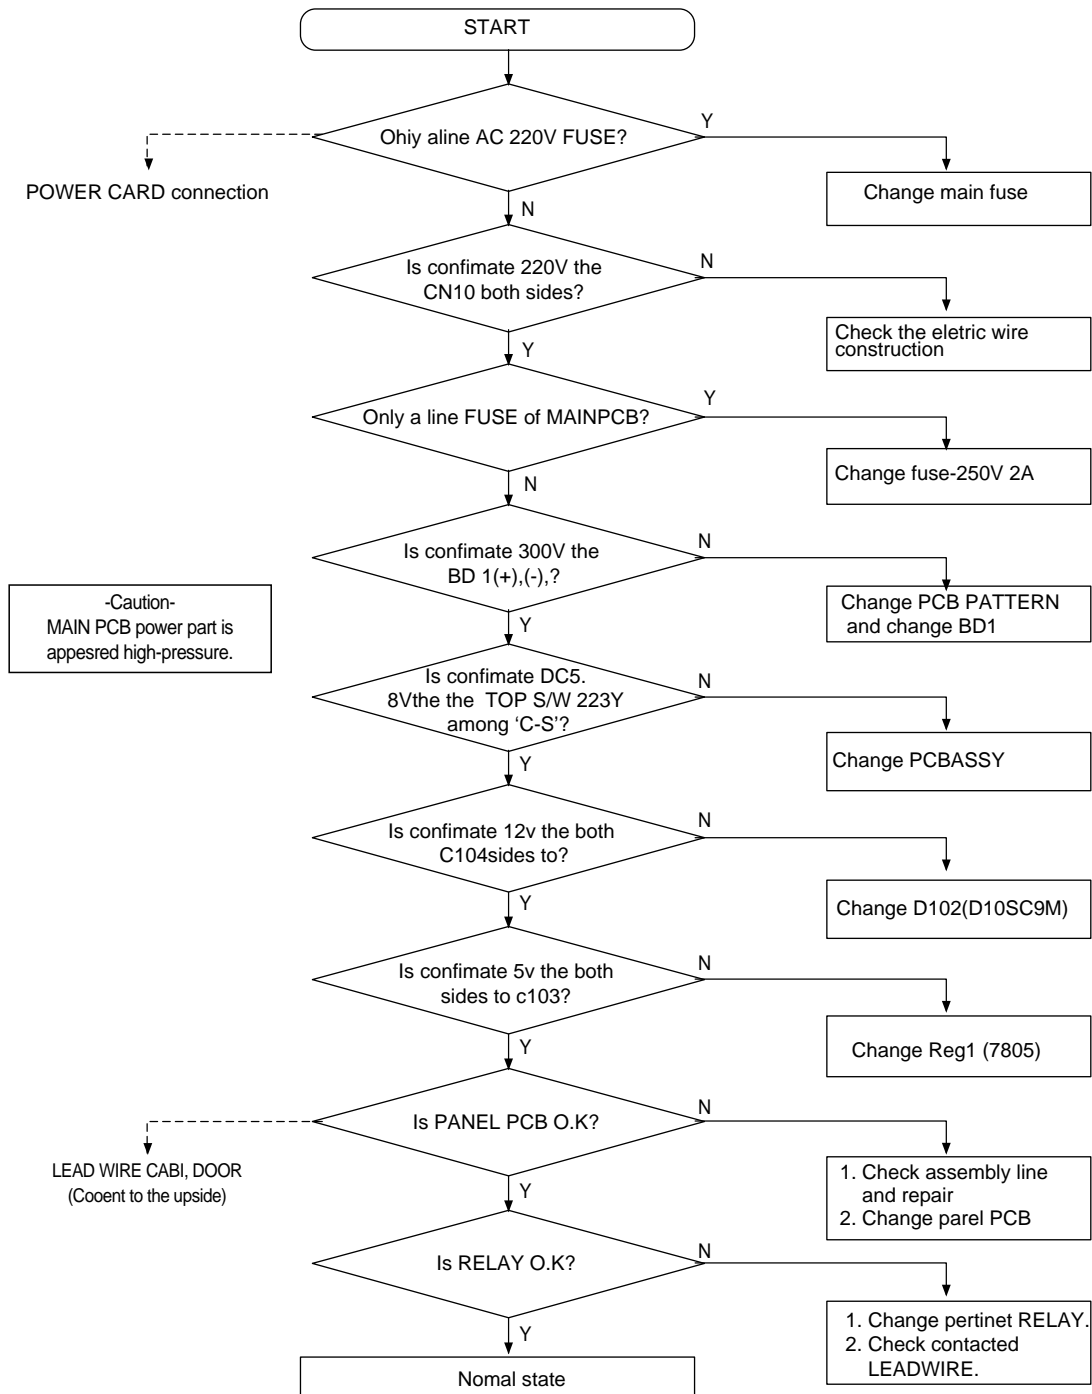 START
Ohiy aline AC 220V FUSE?
Y
POWER CARD connection
Change main fuse
N
Is confimate 220V the
CN10 both sides?
N
Check the eletric wire
construction
Y
Only a line FUSE of MAINPCB?
Y
Change fuse-250V 2A
N
Is confimate 300V the
BD 1(+),(-),?
N
Change PCB PATTERN
and change BD1
-Caution-
MAIN PCB power part is
appesred high-pressure.
Y
Is confimate DC5.
8Vthe the TOP S/W 223Y
among ‘C-S’?
N
Change PCBASSY
Y
Is confimate 12v the both
C104sides to?
N
Change D102(D10SC9M)
Y
Is confimate 5v the both
sides to c103?
N
Change Reg1 (7805)
Y
Is PANEL PCB O.K?
N
LEAD WIRE CABI, DOOR
(Cooent to the upside)
1. Check assembly line
and repair
2. Change parel PCB
Y
Is RELAY O.K?
N
1. Change pertinet RELAY.
2. Check contacted
LEADWIRE.
Y
Nomal state